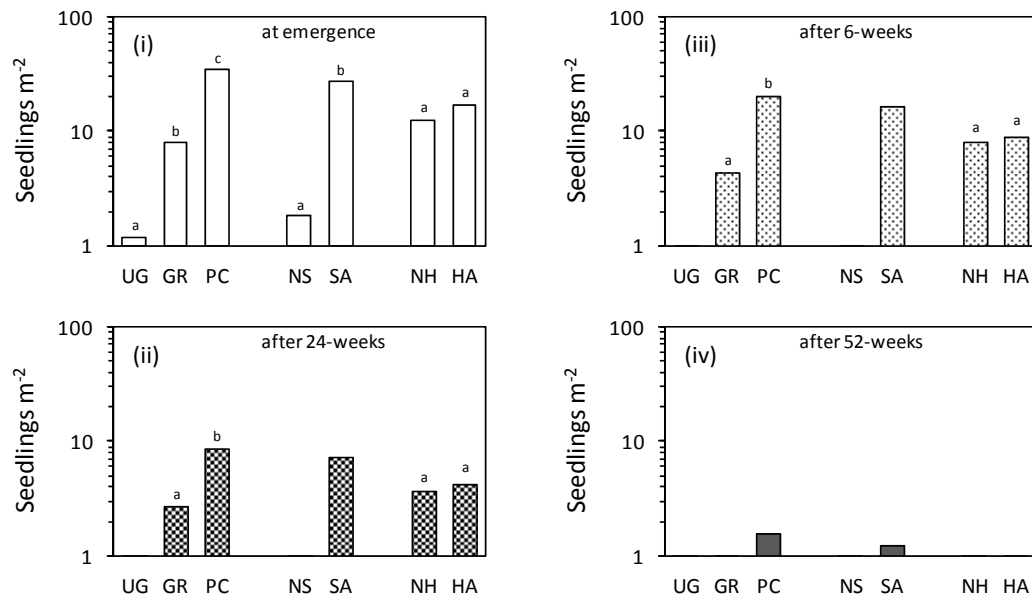 (i) at emergence
Seedlings m⁻²
100
10
1
a b c a b a a
UG GR PC NS SA NH HA
(iii) after 6-weeks
Seedlings m⁻²
100
10
1
a b a a
UG GR PC NS SA NH HA
(ii) after 24-weeks
Seedlings m⁻²
100
10
1
a b a a
UG GR PC NS SA NH HA
(iv) after 52-weeks
Seedlings m⁻²
100
10
1
UG GR PC NS SA NH HA